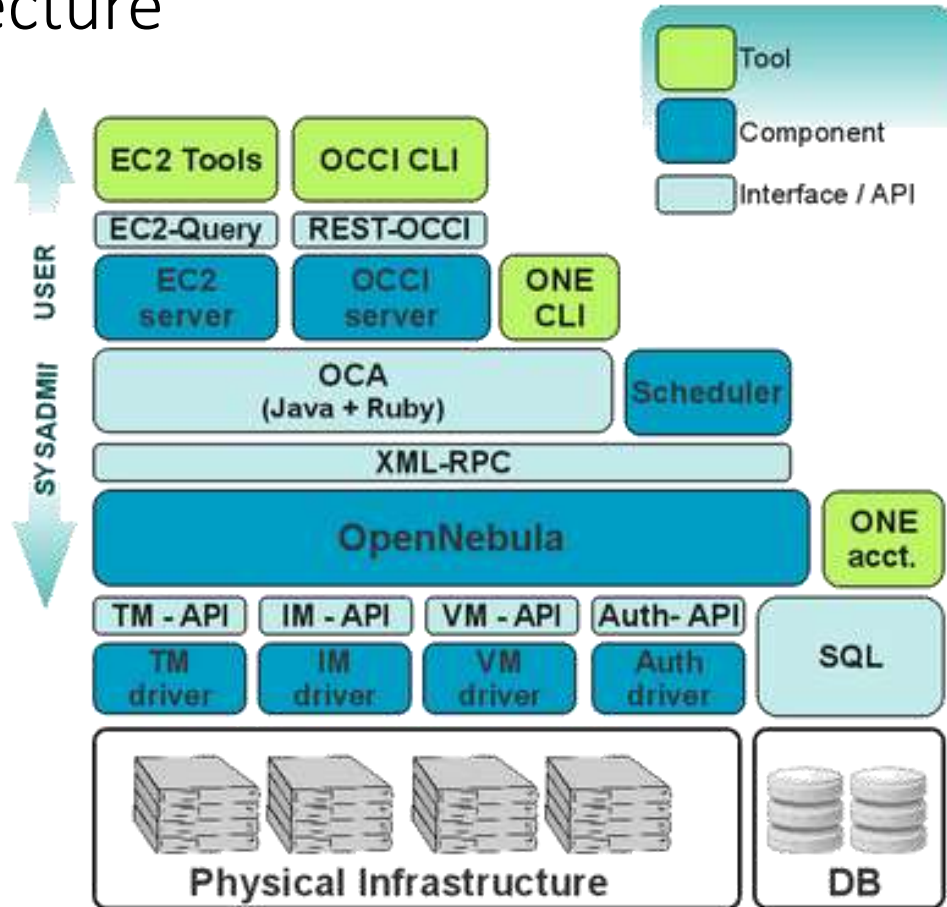 ecture
Tool
Component
Interface / API
EC2 Tools
OCCI CLI
EC2-Query
REST-OCCI
USER
EC2
server
OCCI
server
ONE
CLI
SYSADMII
OCA
(Java + Ruby)
Scheduler
XML-RPC
OpenNebula
ONE
acct.
TM - API
IM - API
VM - API
Auth- API
TM
driver
IM
driver
VM
driver
Auth
driver
SQL
Physical Infrastructure
DB